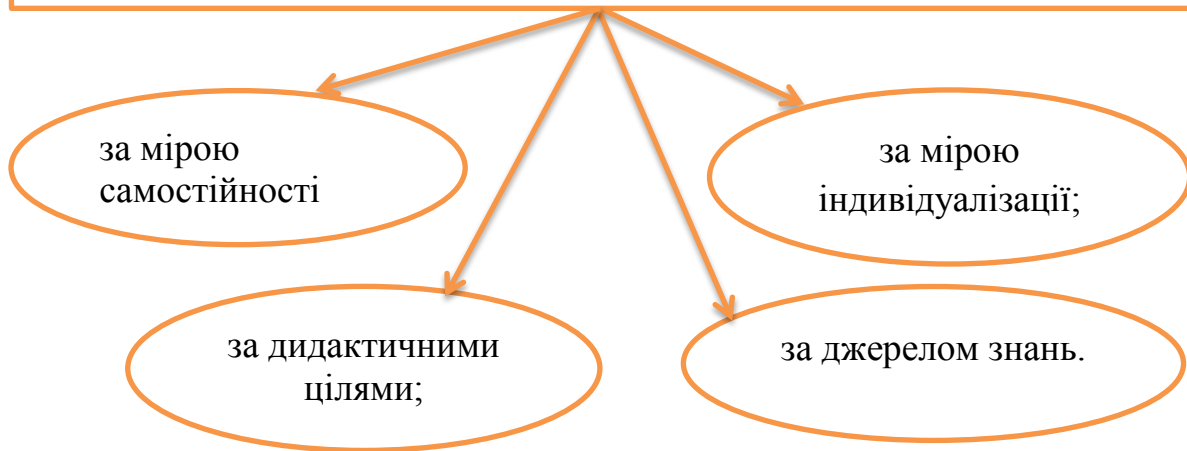 за мірою
самостійності
за мірою
індивідуалізації;
за дидактичними
цілями;
за джерелом знань.